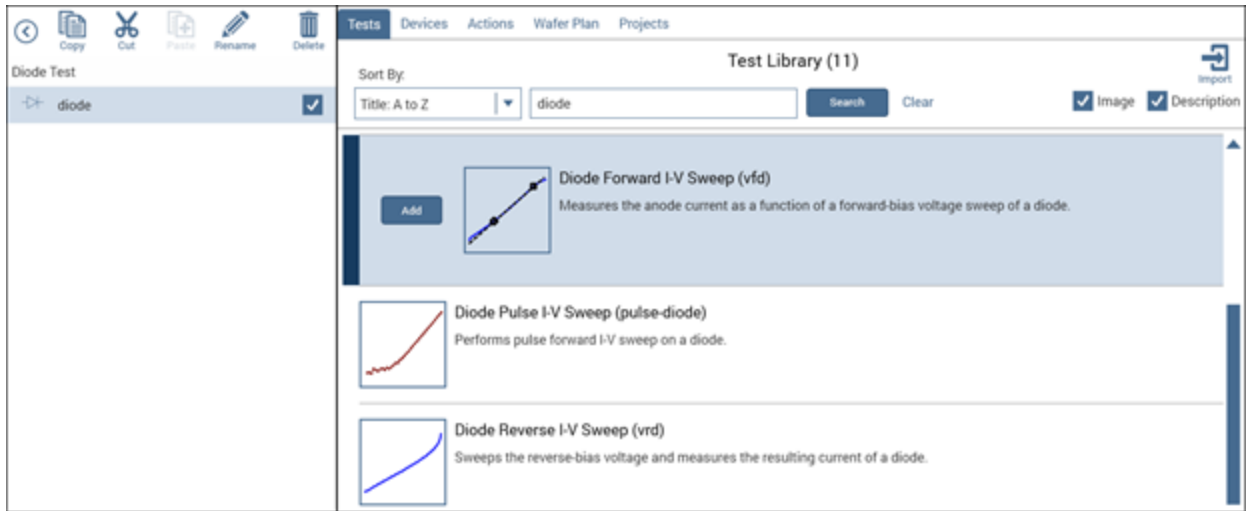 Copy
Cut
Paste
Rename
Delete
Diode Test
diode
Tests Devices Actions Wafer Plan Projects
Test Library (11)
Import
Sort By:
Title: A to Z
diode
Search
Clear
Image
Description
Add
Diode Forward I-V Sweep (vfd)
Measures the anode current as a function of a forward-bias voltage sweep of a diode.
Diode Pulse I-V Sweep (pulse-diode)
Performs pulse forward I-V sweep on a diode.
Diode Reverse I-V Sweep (vrd)
Sweeps the reverse-bias voltage and measures the resulting current of a diode.